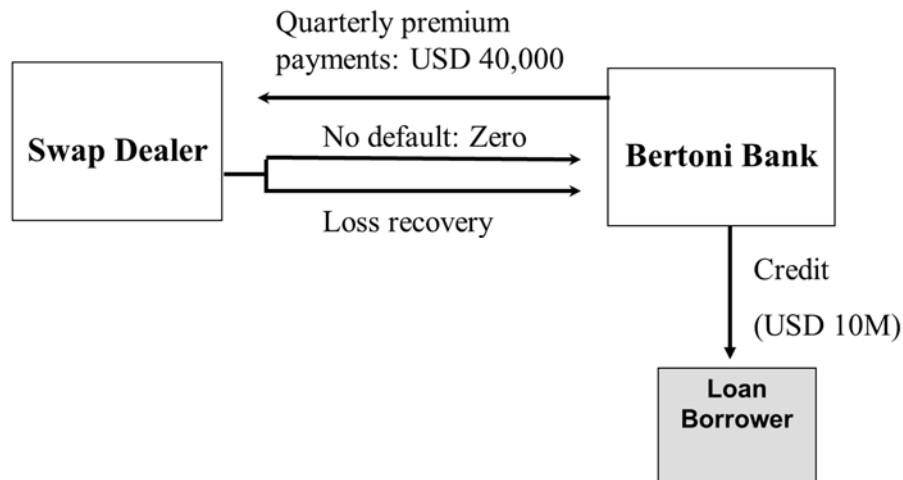 Quarterly premium
payments: USD 40,000
Swap Dealer
No default: Zero
Bertoni Bank
Loss recovery
Credit
(USD 10M)
Loan
Borrower